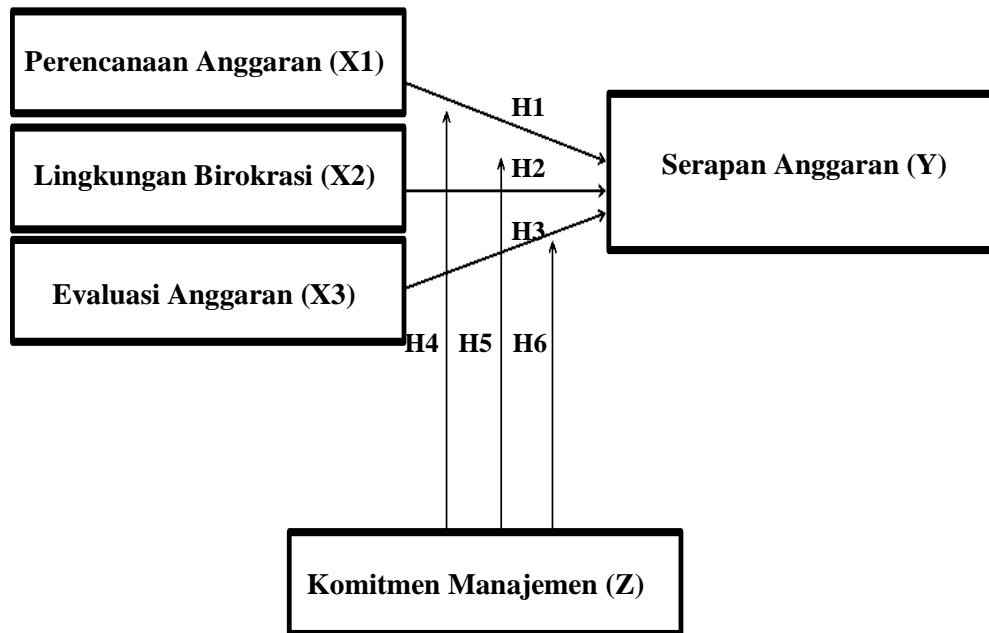 Perencanaan Anggaran (X1)
H1
Lingkungan Birokrasi (X2)
H2
Serapan Anggaran (Y)
H3
Evaluasi Anggaran (X3)
H4 H5 H6
Komitmen Manajemen (Z)